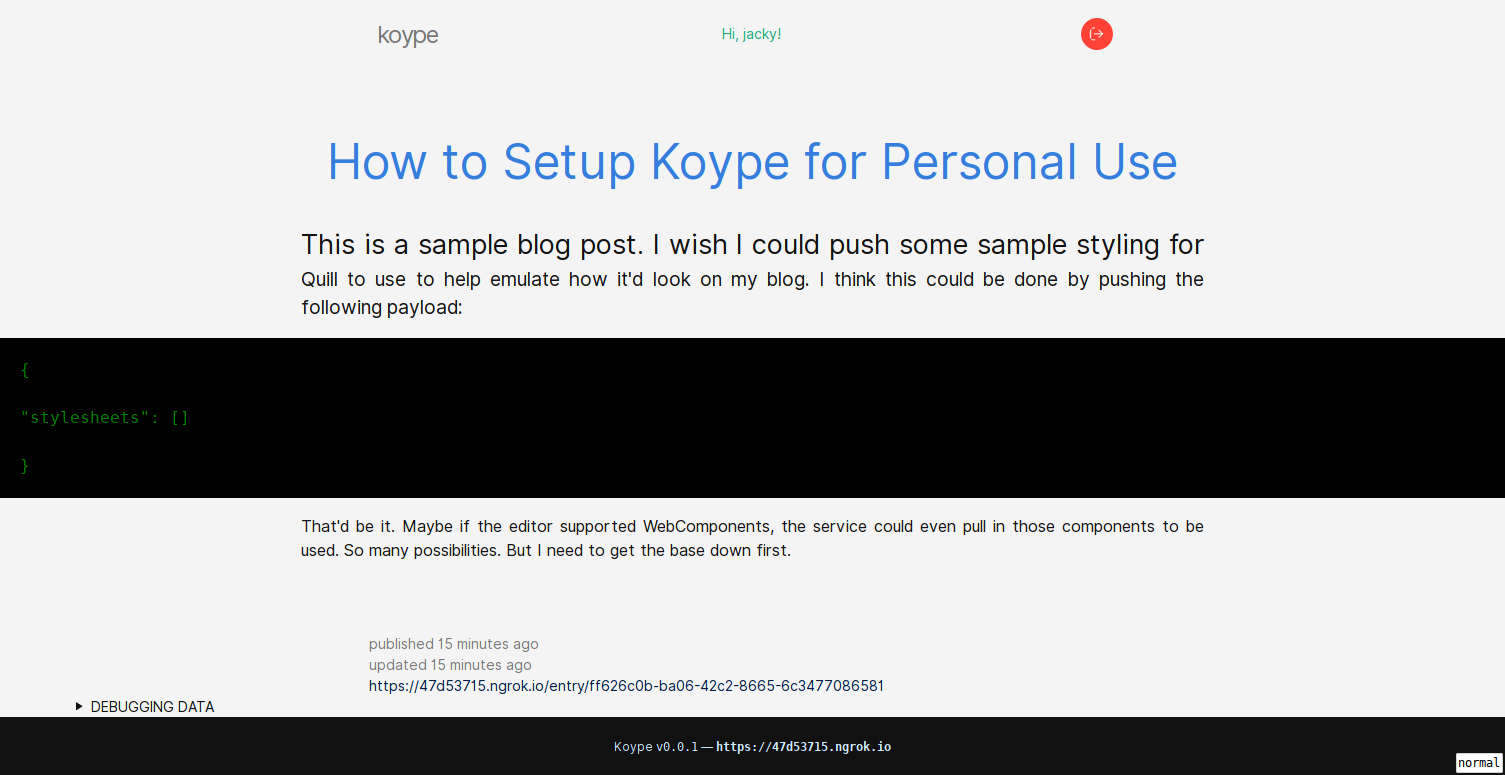 koype
Hi, jacky!
How to Setup Koype for Personal Use
This is a sample blog post. I wish I could push some sample styling for
Quill to use to help emulate how it'd look on my blog. I think this could be done by pushing the
following payload:
{
"stylesheets": []
}
That'd be it. Maybe if the editor supported WebComponents, the service could even pull in those components to be
used. So many possibilities. But I need to get the base down first.
published 15 minutes ago
updated 15 minutes ago
https://47d53715.ngrok.io/entry/ff626c0b-ba06-42c2-8665-6c3477086581
DEBUGGING DATA
Koype v0.0.1 — https://47d53715.ngrok.io
normal